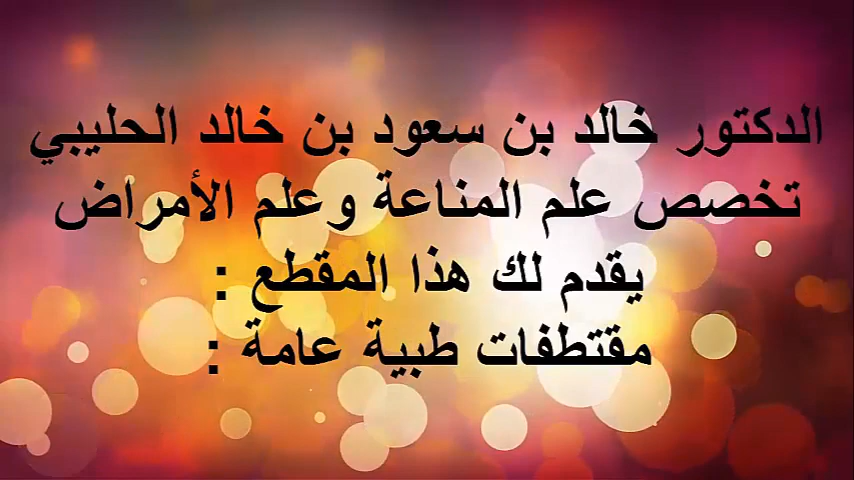 الدكتور خالد بن سعود بن خالد الحليبي
تخصص علم المناعة وعلم الأمراض
يقدم لك هذا المقطع :
مقتطفات طبية عامة :